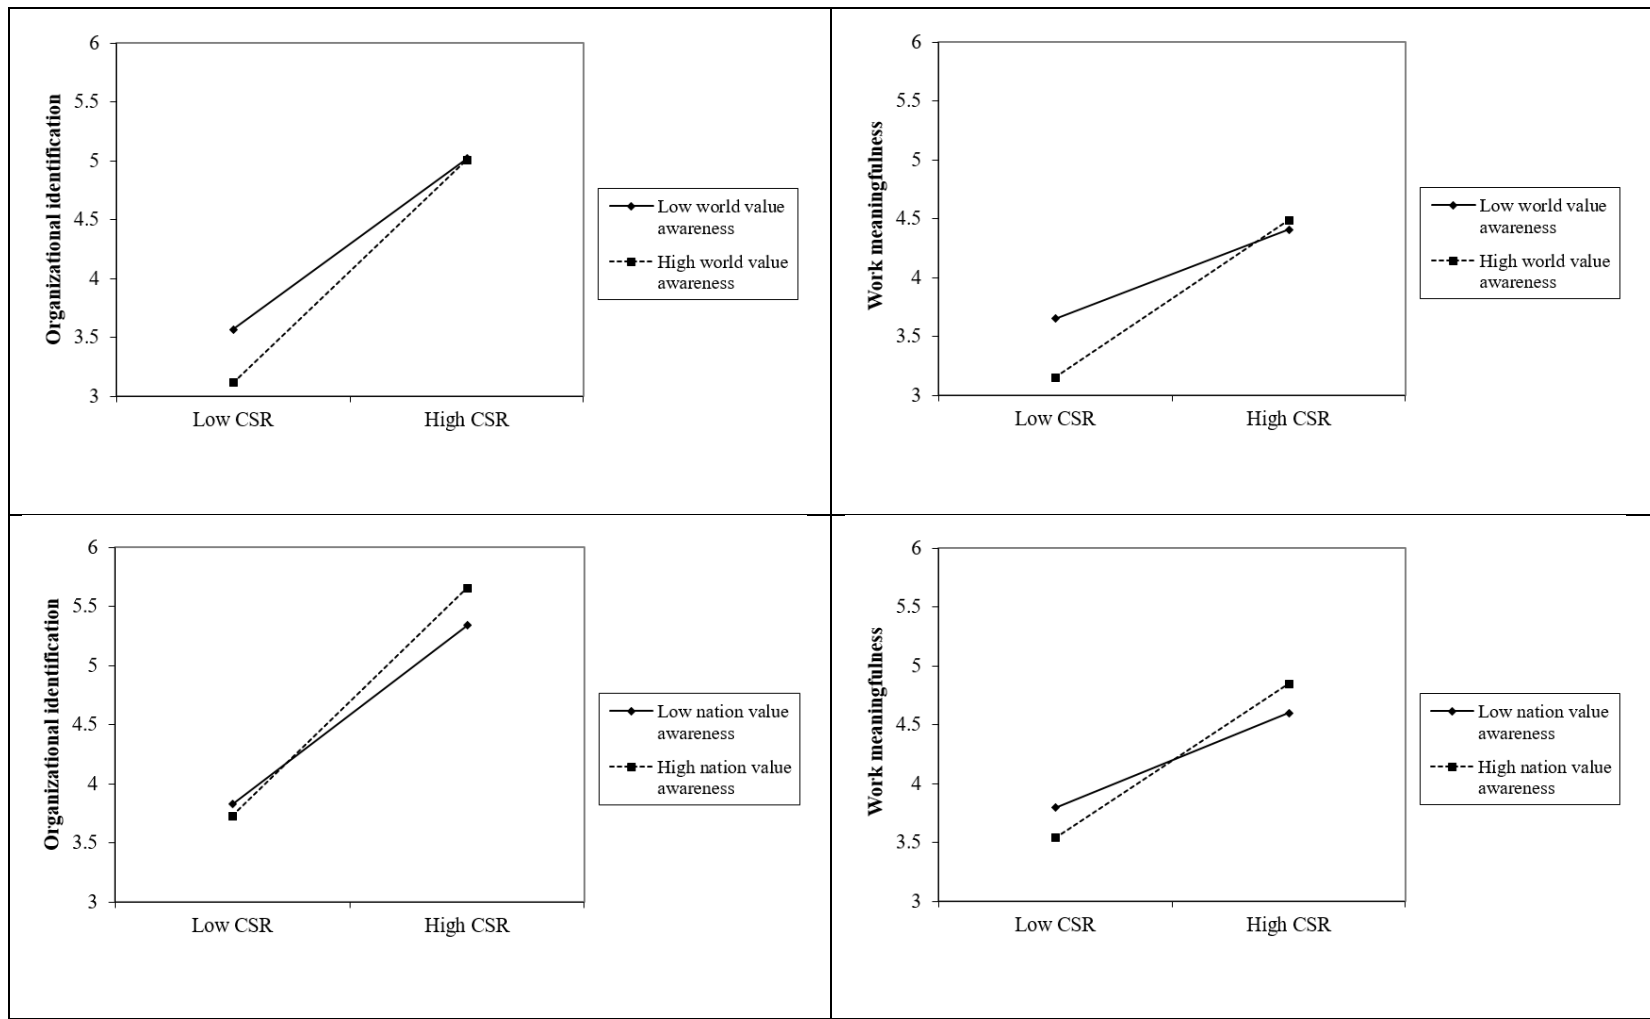 6
5.5
5
4.5
4
3.5
3
Organizational identification
Low CSR
High CSR
Low world value
awareness
High world value
awareness
6
5.5
5
4.5
4
3.5
3
Work meaningfulness
Low CSR
High CSR
Low world value
awareness
High world value
awareness
6
5.5
5
4.5
4
3.5
3
Organizational identification
Low CSR
High CSR
Low nation value
awareness
High nation value
awareness
6
5.5
5
4.5
4
3.5
3
Work meaningfulness
Low CSR
High CSR
Low nation value
awareness
High nation value
awareness